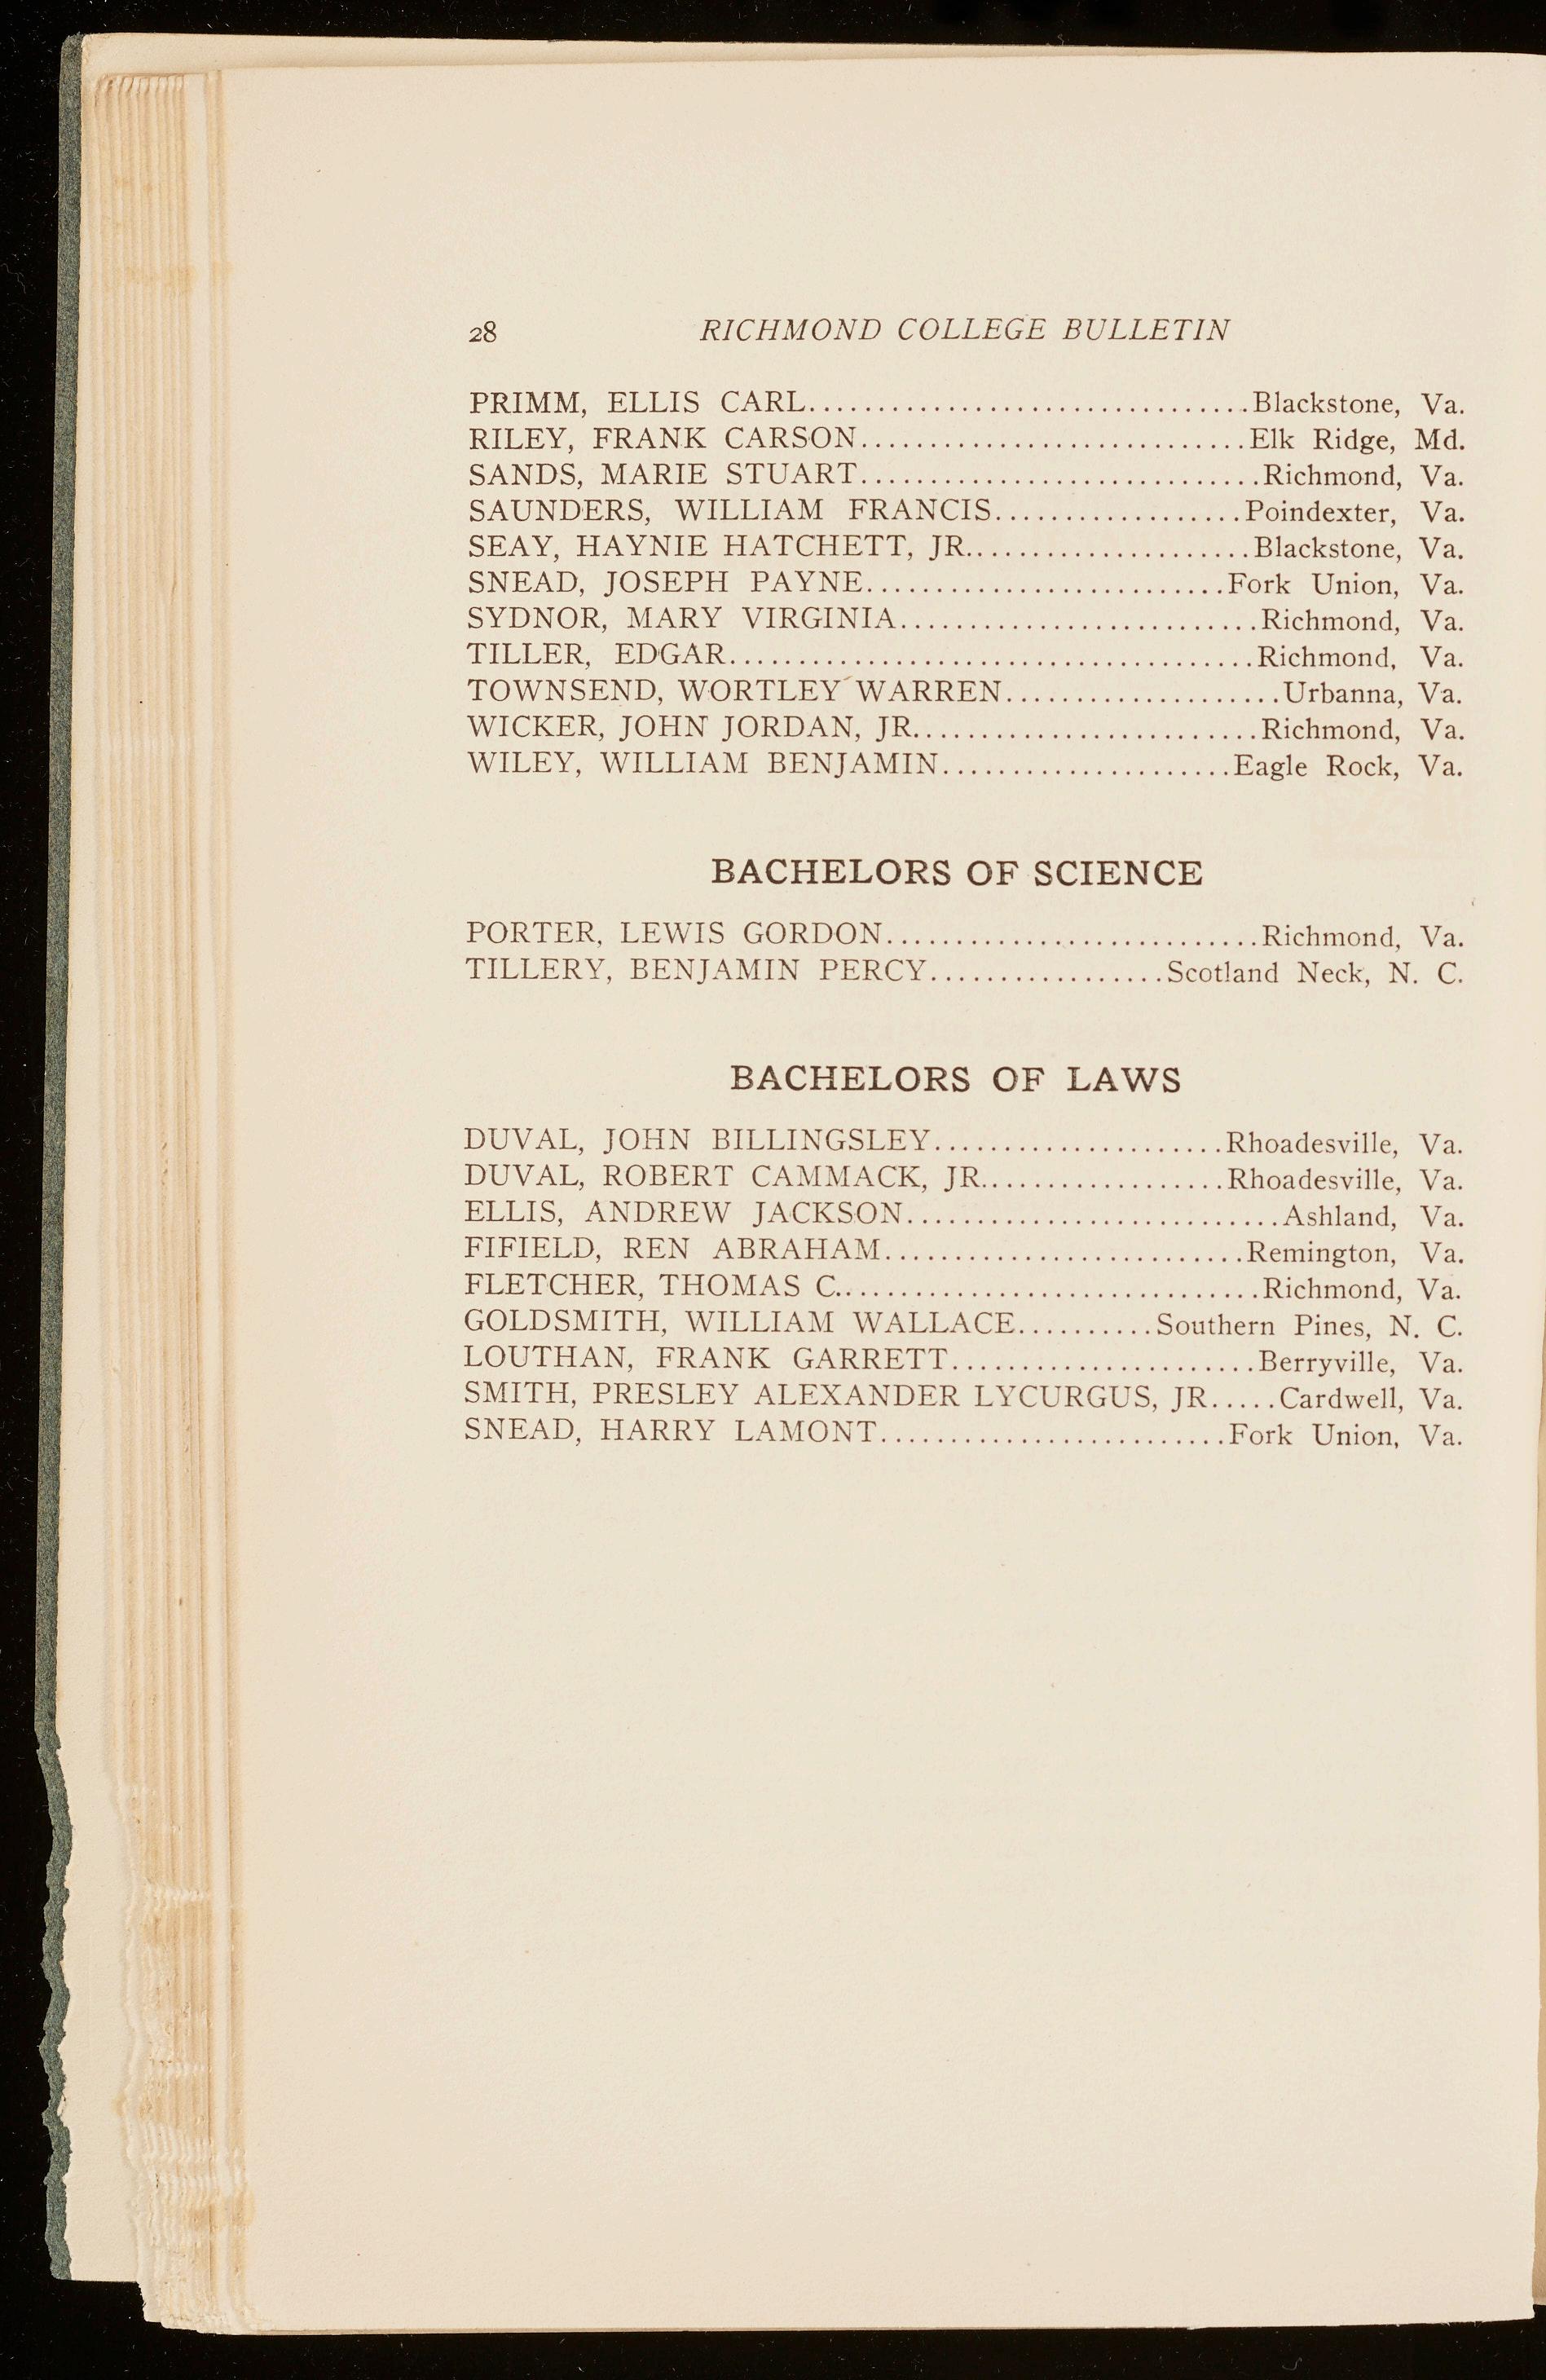 28 RICHMOND COLLEGE BULLETIN
PRIMM, ELLIS CARL................................Blackstone, Va.
RILEY, FRANK CARSON............................Elk Ridge, Md.
SANDS, MARIE STUART.............................Richmond, Va.
SAUNDERS, WILLIAM FRANCIS..................Poindexter, Va.
SEAY, HAYNIE HATCHETT, JR.....................Blackstone, Va.
SNEAD, JOSEPH PAYNE..........................Fork Union, Va.
SYDNOR, MARY VIRGINIA..........................Richmond, Va.
TILLER, EDGAR......................................Richmond, Va.
TOWNSEND, WORTLEY WARREN....................Urbanna, Va.
WICKER, JOHN JORDAN, JR.........................Richmond, Va.
WILEY, WILLIAM BENJAMIN.....................Eagle Rock, Va.
BACHELORS OF SCIENCE
PORTER, LEWIS GORDON...........................Richmond, Va.
TILLERY, BENJAMIN PERCY.................Scotland Neck, N. C.
BACHELORS OF LAWS
DUVAL, JOHN BILLINGSLEY.....................Rhoadesville, Va.
DUVAL, ROBERT CAMMACK, JR..................Rhoadesville, Va.
ELLIS, ANDREW JACKSON...........................Ashland, Va.
FIFIELD, REN ABRAHAM..........................Remington, Va.
FLETCHER, THOMAS C...............................Richmond, Va.
GOLDSMITH, WILLIAM WALLACE..........Southern Pines, N. C.
LOUTHAN, FRANK GARRETT......................Berryville, Va.
SMITH, PRESLEY ALEXANDER LYCURGUS, JR.....Cardwell, Va.
SNEAD, HARRY LAMONT.........................Fork Union, Va.